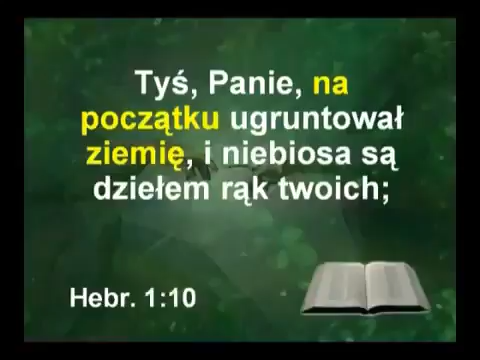 Tyś, Panie, na
początku ugruntował
ziemię, i niebiosa są
dziełem rąk twoich;
Hebr. 1:10